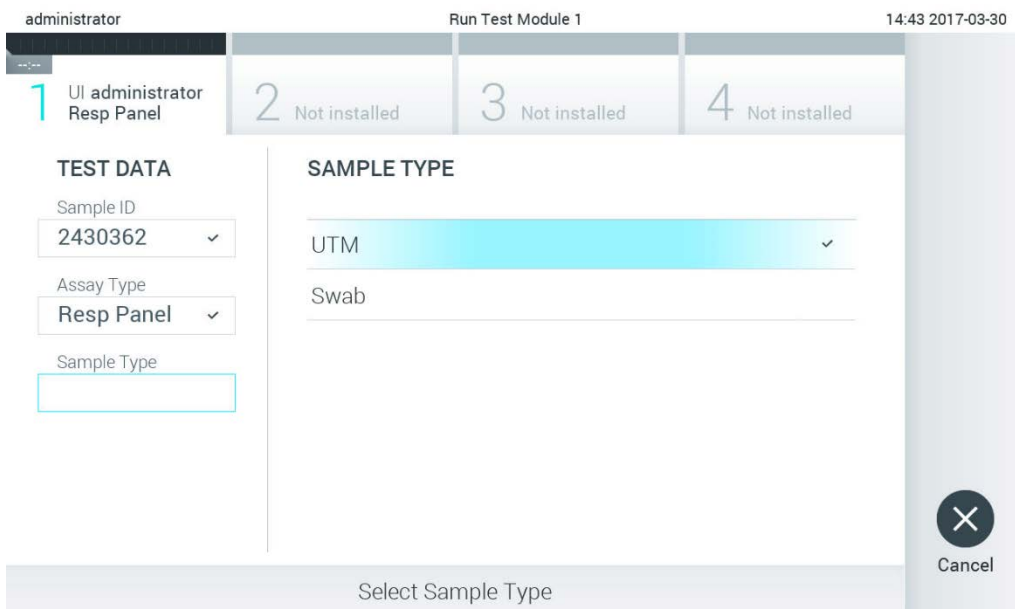 administrator
Run Test Module 1
14:43 2017-03-30
--:--
1
UI administrator
Resp Panel
2 Not installed
3 Not installed
4 Not installed
TEST DATA
Sample ID
2430362
Assay Type
Resp Panel
Sample Type
SAMPLE TYPE
UTM
Swab
Cancel
Select Sample Type